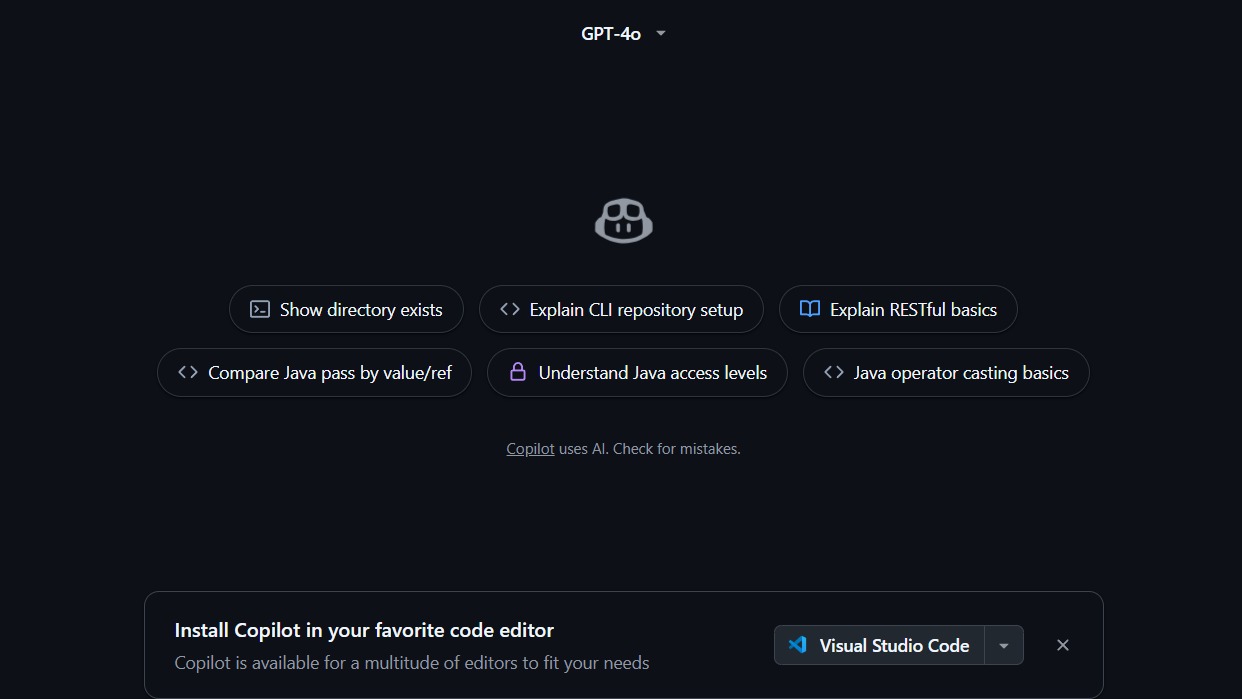 GPT-4o
Show directory exists
Explain CLI repository setup
Explain RESTful basics
Compare Java pass by value/ref
Understand Java access levels
Java operator casting basics
Copilot uses AI. Check for mistakes.
Install Copilot in your favorite code editor
Copilot is available for a multitude of editors to fit your needs
Visual Studio Code